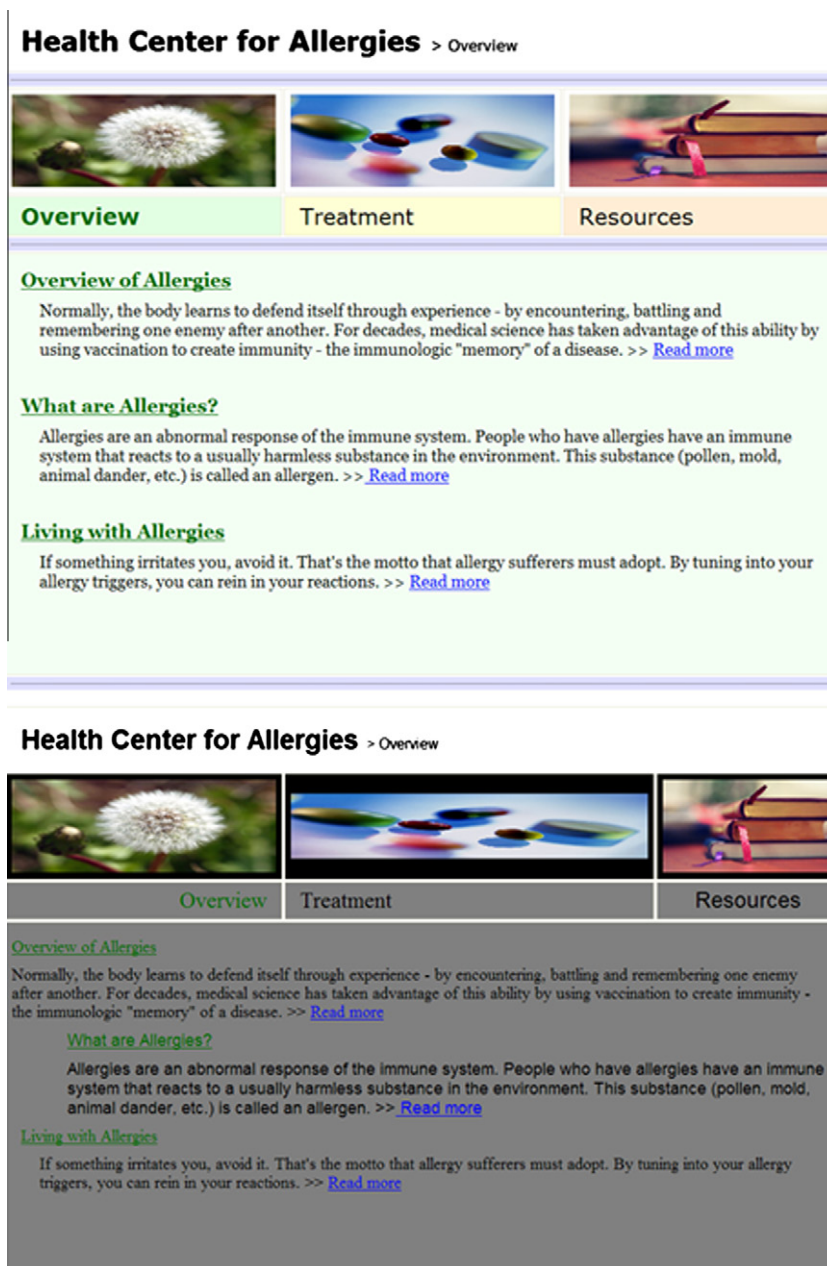 Health Center for Allergies > Overview
Overview
Treatment
Resources
Overview of Allergies
Normally, the body learns to defend itself through experience - by encountering, battling and
remembering one enemy after another. For decades, medical science has taken advantage of this ability by
using vaccination to create immunity - the immunologic "memory" of a disease. >> Read more
What are Allergies?
Allergies are an abnormal response of the immune system. People who have allergies have an immune
system that reacts to a usually harmless substance in the environment. This substance (pollen, mold,
animal dander, etc.) is called an allergen. >> Read more
Living with Allergies
If something irritates you, avoid it. That's the motto that allergy sufferers must adopt. By tuning into your
allergy triggers, you can rein in your reactions. >> Read more
Health Center for Allergies > Overview
Overview
Treatment
Resources
Overview of Allergies
Normally, the body learns to defend itself through experience - by encountering, battling and remembering one enemy
after another. For decades, medical science has taken advantage of this ability by using vaccination to create immunity -
the immunologic "memory" of a disease. >> Read more
What are Allergies?
Allergies are an abnormal response of the immune system. People who have allergies have an immune
system that reacts to a usually harmless substance in the environment. This substance (pollen, mold,
animal dander, etc.) is called an allergen. >> Read more
Living with Allergies
If something irritates you, avoid it. That's the motto that allergy sufferers must adopt. By tuning into your allergy
triggers, you can rein in your reactions. >> Read more